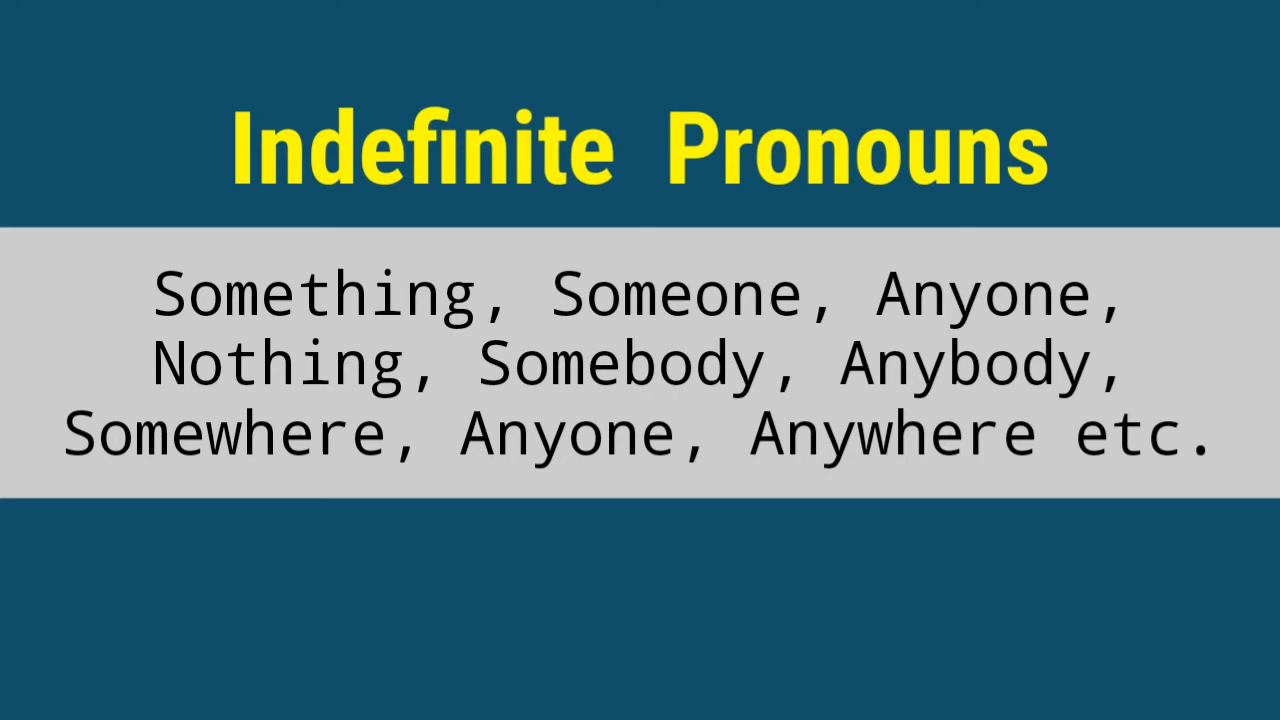 Indefinite Pronouns
Something, Someone, Anyone,
Nothing, Somebody, Anybody,
Somewhere, Anyone, Anywhere etc.